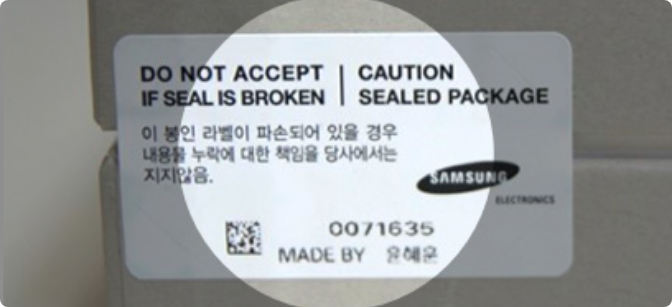 DO NOT ACCEPT
IF SEAL IS BROKEN
CAUTION
SEALED PACKAGE
이 봉인 라벨이 파손되어 있을 경우
내용물 누락에 대한 책임을 당사에서는
지지않음.
SAMSUNG
ELECTRONICS
0071635
MADE BY 윤혜운